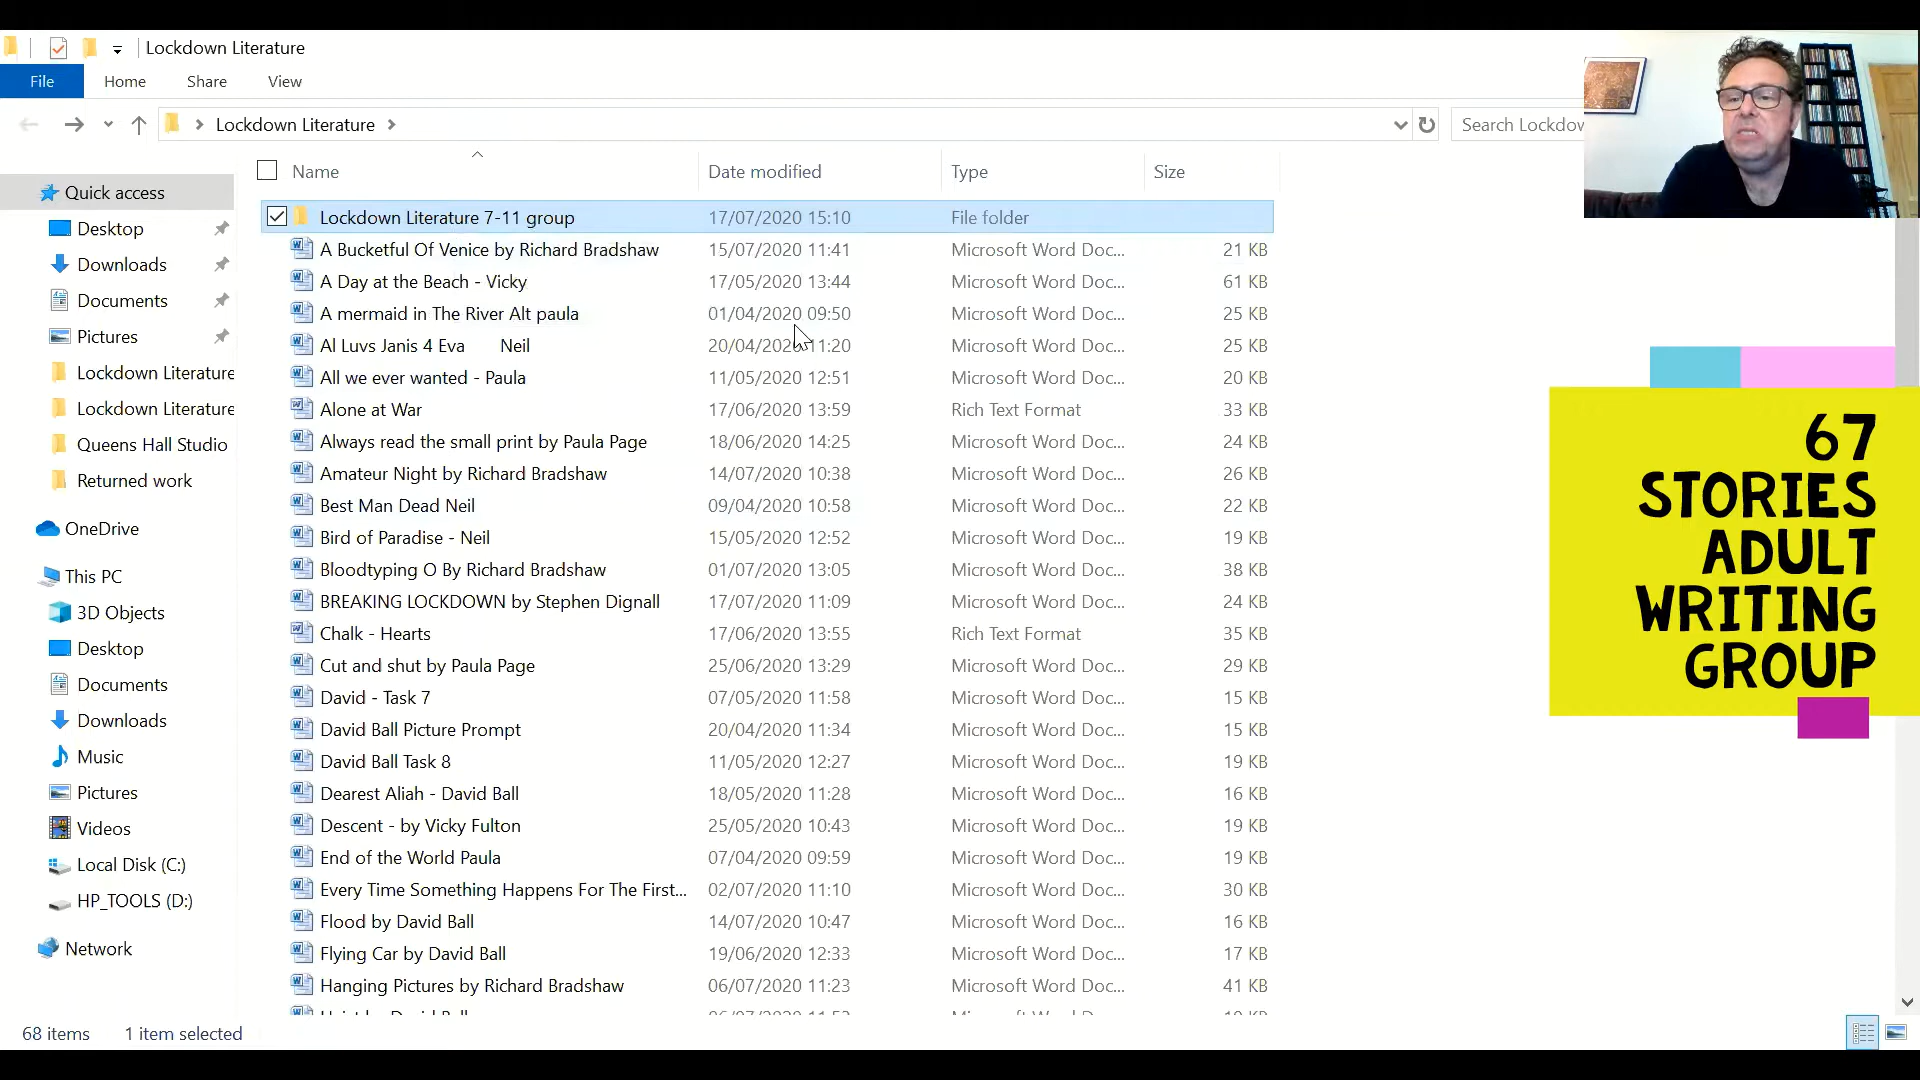 Lockdown Literature
File Home Share View
Lockdown Literature
Search Lockdow
Name Date modified Type Size
Quick access
Desktop
Downloads
Documents
Pictures
Lockdown Literature
Lockdown Literature
Queens Hall Studio
Returned work
OneDrive
This PC
3D Objects
Desktop
Documents
Downloads
Music
Pictures
Videos
Local Disk (C:)
HP_TOOLS (D:)
Network
Lockdown Literature 7-11 group 17/07/2020 15:10 File folder
A Bucketful Of Venice by Richard Bradshaw 15/07/2020 11:41 Microsoft Word Doc... 21 KB
A Day at the Beach - Vicky 17/05/2020 13:44 Microsoft Word Doc... 61 KB
A mermaid in The River Alt paula 01/04/2020 09:50 Microsoft Word Doc... 25 KB
Al Luvs Janis 4 Eva Neil 20/04/2020 11:20 Microsoft Word Doc... 25 KB
All we ever wanted - Paula 11/05/2020 12:51 Microsoft Word Doc... 20 KB
Alone at War 17/06/2020 13:59 Rich Text Format 33 KB
Always read the small print by Paula Page 18/06/2020 14:25 Microsoft Word Doc... 24 KB
Amateur Night by Richard Bradshaw 14/07/2020 10:38 Microsoft Word Doc... 26 KB
Best Man Dead Neil 09/04/2020 10:58 Microsoft Word Doc... 22 KB
Bird of Paradise - Neil 15/05/2020 12:52 Microsoft Word Doc... 19 KB
Bloodtyping O By Richard Bradshaw 01/07/2020 13:05 Microsoft Word Doc... 38 KB
BREAKING LOCKDOWN by Stephen Dignall 17/07/2020 11:09 Microsoft Word Doc... 24 KB
Chalk - Hearts 17/06/2020 13:55 Rich Text Format 35 KB
Cut and shut by Paula Page 25/06/2020 13:29 Microsoft Word Doc... 29 KB
David - Task 7 07/05/2020 11:58 Microsoft Word Doc... 15 KB
David Ball Picture Prompt 20/04/2020 11:34 Microsoft Word Doc... 15 KB
David Ball Task 8 11/05/2020 12:27 Microsoft Word Doc... 19 KB
Dearest Aliah - David Ball 18/05/2020 11:28 Microsoft Word Doc... 16 KB
Descent - by Vicky Fulton 25/05/2020 10:43 Microsoft Word Doc... 19 KB
End of the World Paula 07/04/2020 09:59 Microsoft Word Doc... 19 KB
Every Time Something Happens For The First... 02/07/2020 11:10 Microsoft Word Doc... 30 KB
Flood by David Ball 14/07/2020 10:47 Microsoft Word Doc... 16 KB
Flying Car by David Ball 19/06/2020 12:33 Microsoft Word Doc... 17 KB
Hanging Pictures by Richard Bradshaw 06/07/2020 11:23 Microsoft Word Doc... 41 KB
68 items 1 item selected
67
STORIES
ADULT
WRITING
GROUP